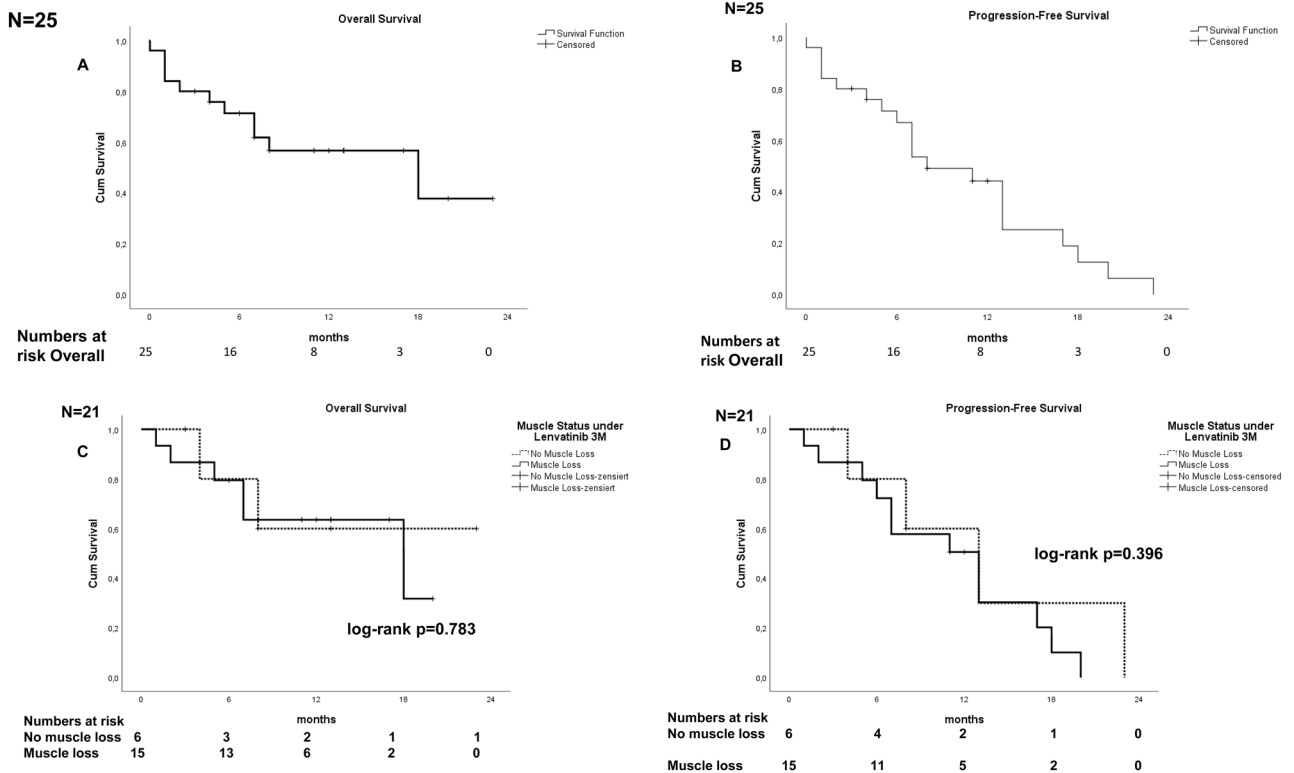 N=25
Overall Survival
Survival Function
Censored
A
1,0
0,8
0,6
0,4
0,2
0,0
Cum Survival
0 6 12 18 24
months
Numbers at
risk Overall
25 16 8 3 0
N=25
Progression-Free Survival
Survival Function
Censored
B
1,0
0,8
0,6
0,4
0,2
0,0
Cum Survival
0 6 12 18 24
months
Numbers at
risk Overall
25 16 8 3 0
N=21
Overall Survival
Muscle Status under
Lenvatinib 3M
No Muscle Loss
Muscle Loss
No Muscle Loss-zensiert
Muscle Loss-zensiert
C
1,0
0,8
0,6
0,4
0,2
0,0
Cum Survival
log-rank p=0.783
0 6 12 18 24
months
Numbers at risk
No muscle loss 6 3 2 1 1
Muscle loss 15 13 6 2 0
N=21
Progression-Free Survival
Muscle Status under
Lenvatinib 3M
No Muscle Loss
Muscle Loss
No Muscle Loss-censored
Muscle Loss-censored
D
1,0
0,8
0,6
0,4
0,2
0,0
Cum Survival
log-rank p=0.396
0 6 12 18 24
months
Numbers at risk
No muscle loss 6 4 2 1 0
Muscle loss 15 11 5 2 0